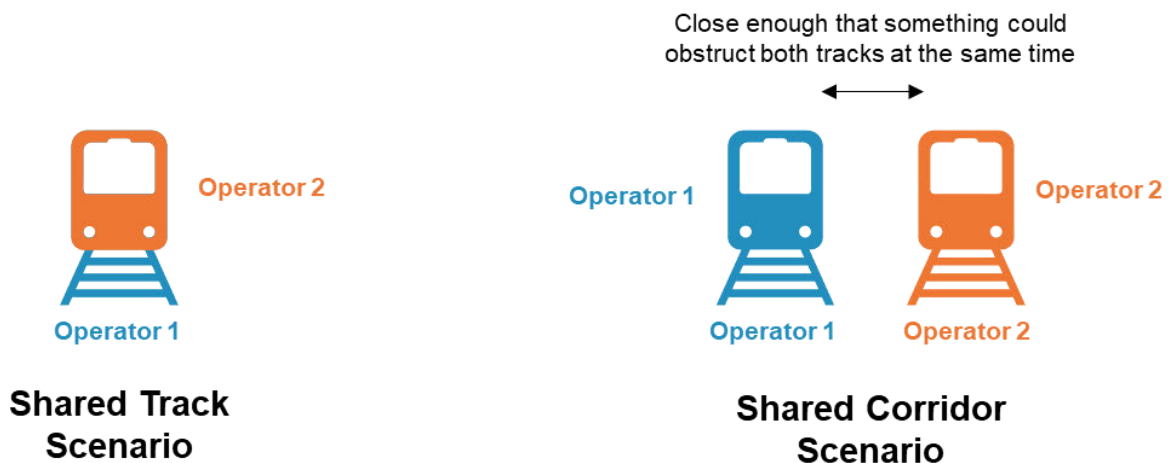 Close enough that something could
obstruct both tracks at the same time
Operator 2
Operator 1
Operator 2
Operator 1
Operator 1
Operator 2
Shared Track
Scenario
Shared Corridor
Scenario